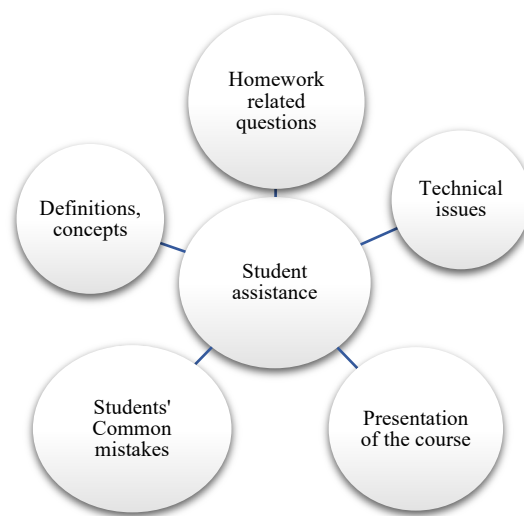 Homework
related
questions
Technical
issues
Definitions,
concepts
Student
assistance
Students'
Common
mistakes
Presentation
of the course